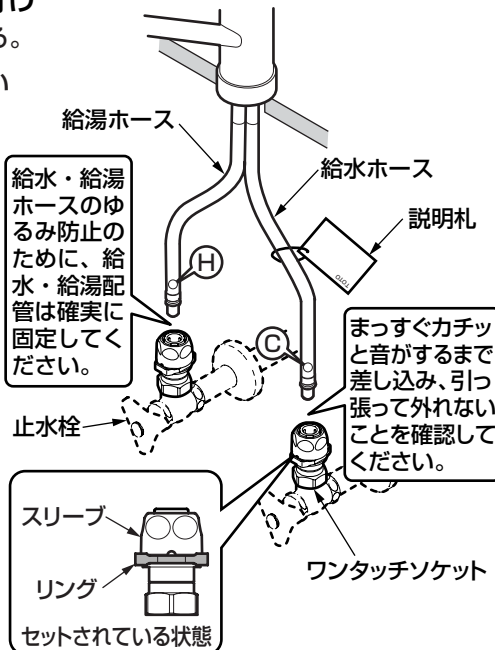 る。
い
給湯ホース
給水ホース
給水・給湯
ホースのゆ
るみ防止の
ために、給
水・給湯配
管は確実に
固定してく
ださい。
説明札
TOTO
H
C
まっすぐカチッ
と音がするまで
差し込み、引っ
張って外れない
ことを確認して
ください。
止水栓
スリーブ
リング
セットされている状態
ワンタッチソケット